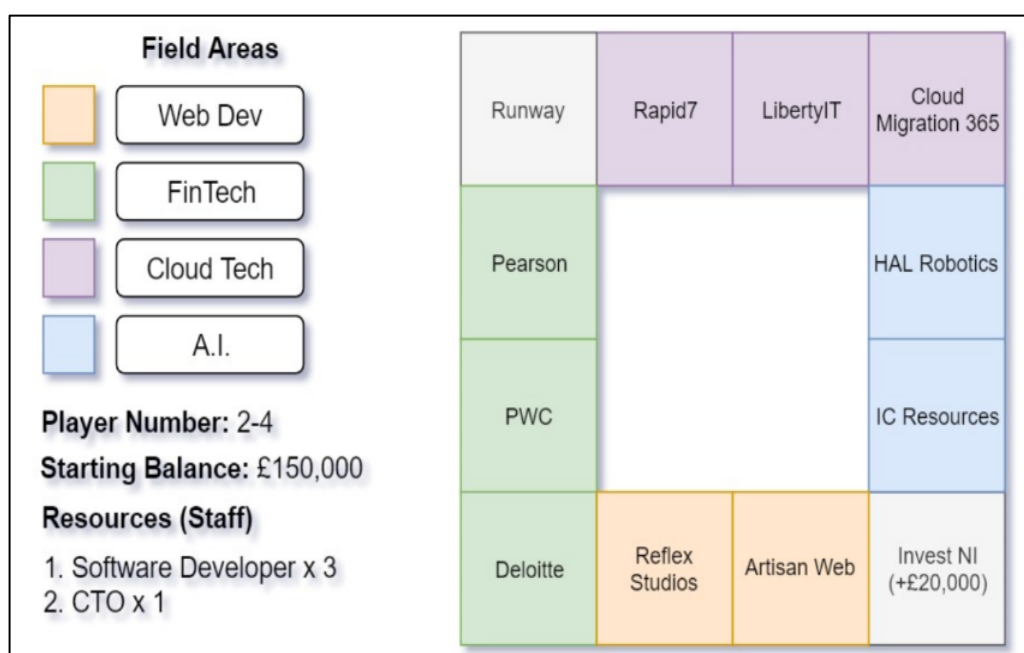 Field Areas
Web Dev
FinTech
Cloud Tech
A.I.
Player Number: 2-4
Starting Balance: £150,000
Resources (Staff)
1. Software Developer x 3
2. CTO x 1
Runway
Rapid7
LibertyIT
Cloud
Migration 365
Pearson
HAL Robotics
PWC
IC Resources
Deloitte
Reflex
Studios
Artisan Web
Invest NI
(+£20,000)